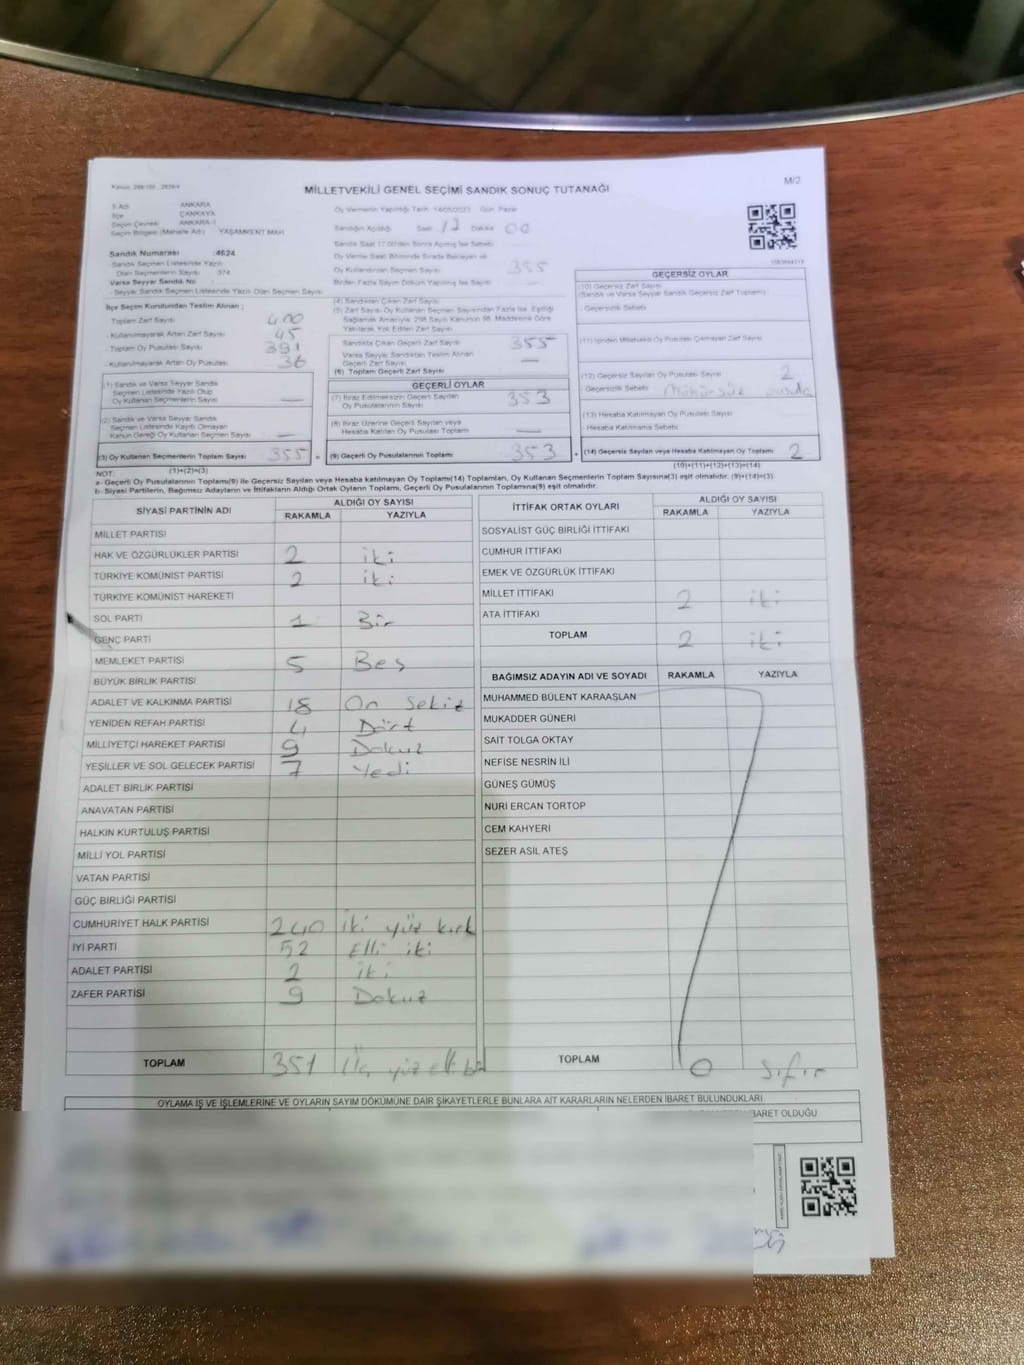 Kanun: 298/105 , 2839/4
M/2
MİLLETVEKİLİ GENEL SEÇİMİ SANDIK SONUÇ TUTANAĞI
İl Adı ANKARA
İlçe ÇANKAYA
Seçim Çevresi ANKARA-1
Seçim Bölgesi (Mahalle Adı) YAŞAMKENT MAH
Sandık Numarası :4624
Sandık Seçmen Listesinde Yazılı
Olan Seçmenlerin Sayısı 374
Varsa Seyyar Sandık No
- Seyyar Sandık Seçmen Listesinde Yazılı Olan Seçmen Sayısı
Oy Vermenin Yapıldığı Tarih 14/05/2023 Gün Pazar
Sandığın Açıldığı Saat 17 Dakika 00
Sandık Saat 17.00'den Sonra Açılmış İse Sebebi
Oy Verme Saati Bitiminde Sırada Bekleyen ve
Oy Kullandırılan Seçmen Sayısı 355
Birden Fazla Sayım Döküm Yapılmış İse Sayısı
İlçe Seçim Kurulundan Teslim Alınan ;
Toplam Zarf Sayısı 400
- Kullanılmayarak Artan Zarf Sayısı 45
- Toplam Oy Pusulası Sayısı 391
- Kullanılmayarak Artan Oy Pusulası 36
(1) Sandık ve Varsa Seyyar Sandık
Seçmen Listesinde Yazılı Olup
Oy Kullanan Seçmen Sayısı —
(2) Sandık ve Varsa Seyyar Sandık
Seçmen Listesinde Kayıtlı Olmayan
Kanun Gereği Oy Kullanan Seçmen Sayısı —
(3) Oy Kullanan Seçmenlerin Toplam Sayısı 355
(1)+(2)=(3)
(4) Sandıktan Çıkan Zarf Sayısı
(5) Zarf Sayısı Oy Kullanan Seçmen Sayısından Fazla İse, Eşitliği
Sağlamak Amacıyla, 298 Sayılı Kanunun 98. Maddesine Göre
Yakılarak Yok Edilen Zarf Sayısı
Sandıkta Çıkan Geçerli Zarf Sayısı 355
Varsa Seyyar Sandıktan Teslim Alınan
Geçerli Zarf Sayısı —
(6) Toplam Geçerli Zarf Sayısı
GEÇERLİ OYLAR
(7) İtiraz Edilmeksizin Geçerli Sayılan
Oy Pusulalarının Sayısı 353
(8) İtiraz Üzerine Geçerli Sayılan veya
Hesaba Katılan Oy Pusulası Toplamı —
(9) Geçerli Oy Pusulalarının Toplamı 353
GEÇERSİZ OYLAR
(10) Geçersiz Zarf Sayısı
(Sandık ve Varsa Seyyar Sandık Geçersiz Zarf Toplamı)
- Geçersizlik Sebebi
(11) İçinden Milletvekili Oy Pusulası Çıkmayan Zarf Sayısı
(12) Geçersiz Sayılan Oy Pusulası Sayısı 2
Geçersizlik Sebebi Mühürsüz pusula
(13) Hesaba Katılmayan Oy Pusulası Sayısı
- Hesaba Katılmama Sebebi
(14) Geçersiz Sayılan veya Hesaba Katılmayan Oy Toplamı 2
(10)+(11)+(12)+(13)=(14)
NOT:
a- Geçerli Oy Pusulalarının Toplamı(9) ile Geçersiz Sayılan veya Hesaba Katılmayan Oy Toplamı(14) Toplamları, Oy Kullanan Seçmenlerin Toplam Sayısına(3) eşit olmalıdır. (9)+(14)=(3)
b- Siyasi Partilerin, Bağımsız Adayların ve İttifakların Aldığı Ortak Oyların Toplamı, Geçerli Oy Pusulalarının Toplamına(9) eşit olmalıdır.
SİYASİ PARTİNİN ADI ALDIĞI OY SAYISI
RAKAMLA YAZIYLA
MİLLET PARTİSİ
HAK VE ÖZGÜRLÜKLER PARTİSİ 2 iki
TÜRKİYE KOMÜNİST PARTİSİ 2 iki
TÜRKİYE KOMÜNİST HAREKETİ
SOL PARTİ 1 Bir
GENÇ PARTİ
MEMLEKET PARTİSİ 5 Beş
BÜYÜK BİRLİK PARTİSİ
ADALET VE KALKINMA PARTİSİ 18 On Sekiz
YENİDEN REFAH PARTİSİ 4 Dört
MİLLİYETÇİ HAREKET PARTİSİ 9 Dokuz
YEŞİLLER VE SOL GELECEK PARTİSİ 7 Yedi
ADALET BİRLİK PARTİSİ
ANAVATAN PARTİSİ
HALKIN KURTULUŞ PARTİSİ
MİLLİ YOL PARTİSİ
VATAN PARTİSİ
GÜÇ BİRLİĞİ PARTİSİ
CUMHURİYET HALK PARTİSİ 240 iki yüz kırk
İYİ PARTİ 52 Elli iki
ADALET PARTİSİ 2 iki
ZAFER PARTİSİ 9 Dokuz
TOPLAM 351 Üç yüz elli bir
İTTİFAK ORTAK OYLARI ALDIĞI OY SAYISI
RAKAMLA YAZIYLA
SOSYALİST GÜÇ BİRLİĞİ İTTİFAKI
CUMHUR İTTİFAKI
EMEK VE ÖZGÜRLÜK İTTİFAKI
MİLLET İTTİFAKI 2 iki
ATA İTTİFAKI
TOPLAM 2 iki
BAĞIMSIZ ADAYIN ADI VE SOYADI RAKAMLA YAZIYLA
MUHAMMED BÜLENT KARAASLAN
MUKADDER GÜNERİ
SAİT TOLGA OKTAY
NEFİSE NESRİN İLİ
GÜNEŞ GÜMÜŞ
NURİ ERCAN TORTOP
CEM KAHYERİ
SEZER ASIL ATEŞ
TOPLAM 0 Sıfır
OYLAMA İŞ VE İŞLEMLERİNE VE OYLARIN SAYIM DÖKÜMÜNE DAİR ŞİKAYETLERLE BUNLARA AİT KARARLARIN NELERDEN İBARET BULUNDUKLARI
BARET OLDUĞU